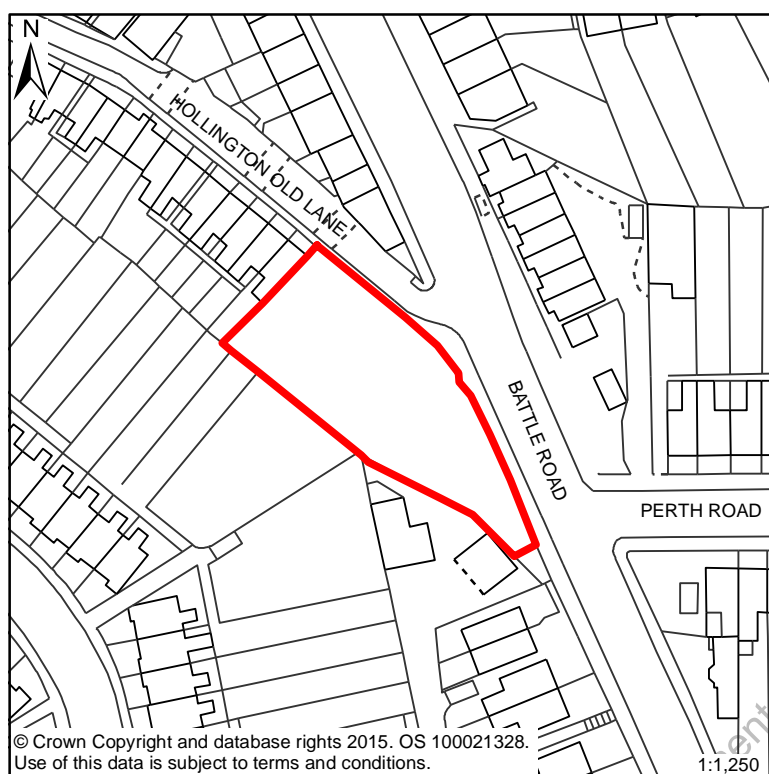 N
HOLLINGTON OLD LANE
BATTLE ROAD
PERTH ROAD
© Crown Copyright and database rights 2015. OS 100021328.
Use of this data is subject to terms and conditions.
1:1,250